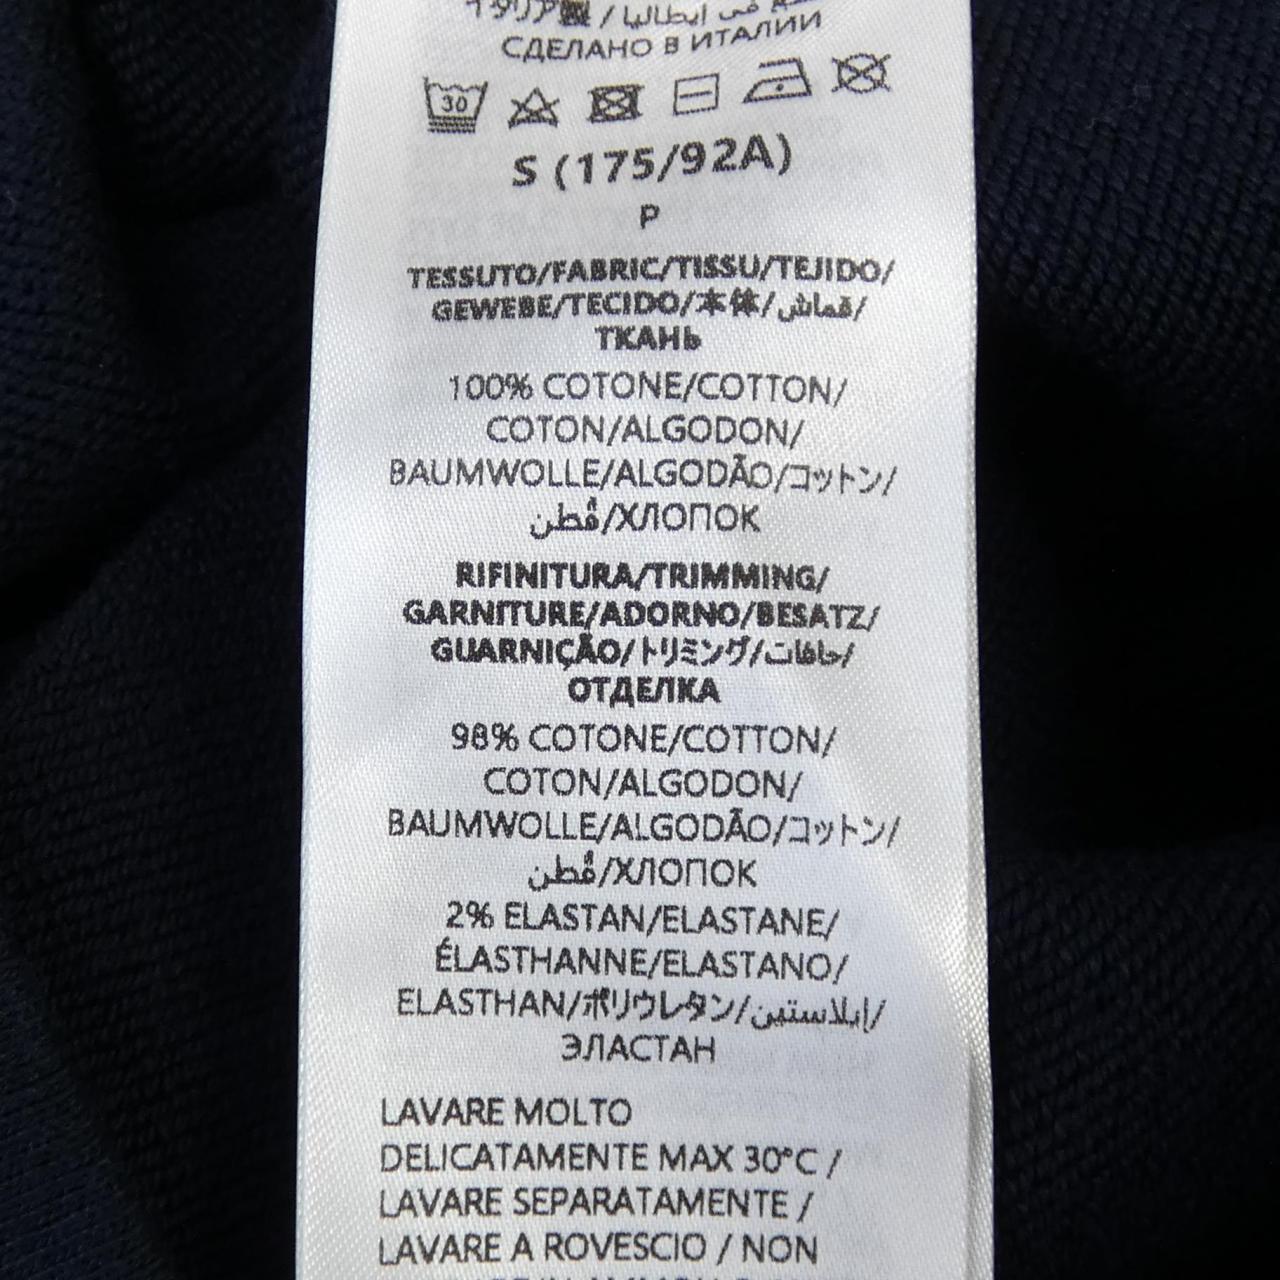 イタリア製 / صنع في ايطاليا
СДЕЛАНО В ИТАЛИИ
30
S (175/92A)
P
TESSUTO/FABRIC/TISSU/TEJIDO/
GEWEBE/TECIDO/本体/قماش/
ТКАНЬ
100% COTONE/COTTON/
COTON/ALGODON/
BAUMWOLLE/ALGODÃO/コットン/
قُطن/ХЛОПОК
RIFINITURA/TRIMMING/
GARNITURE/ADORNO/BESATZ/
GUARNIÇÃO/トリミング/حافات/
ОТДЕЛКА
98% COTONE/COTTON/
COTON/ALGODON/
BAUMWOLLE/ALGODÃO/コットン/
قُطن/ХЛОПОК
2% ELASTAN/ELASTANE/
ÉLASTHANNE/ELASTANO/
ELASTHAN/ポリウレタン/إيلاستين/
ЭЛАСТАН
LAVARE MOLTO
DELICATAMENTE MAX 30°C /
LAVARE SEPARATAMENTE /
LAVARE A ROVESCIO / NON